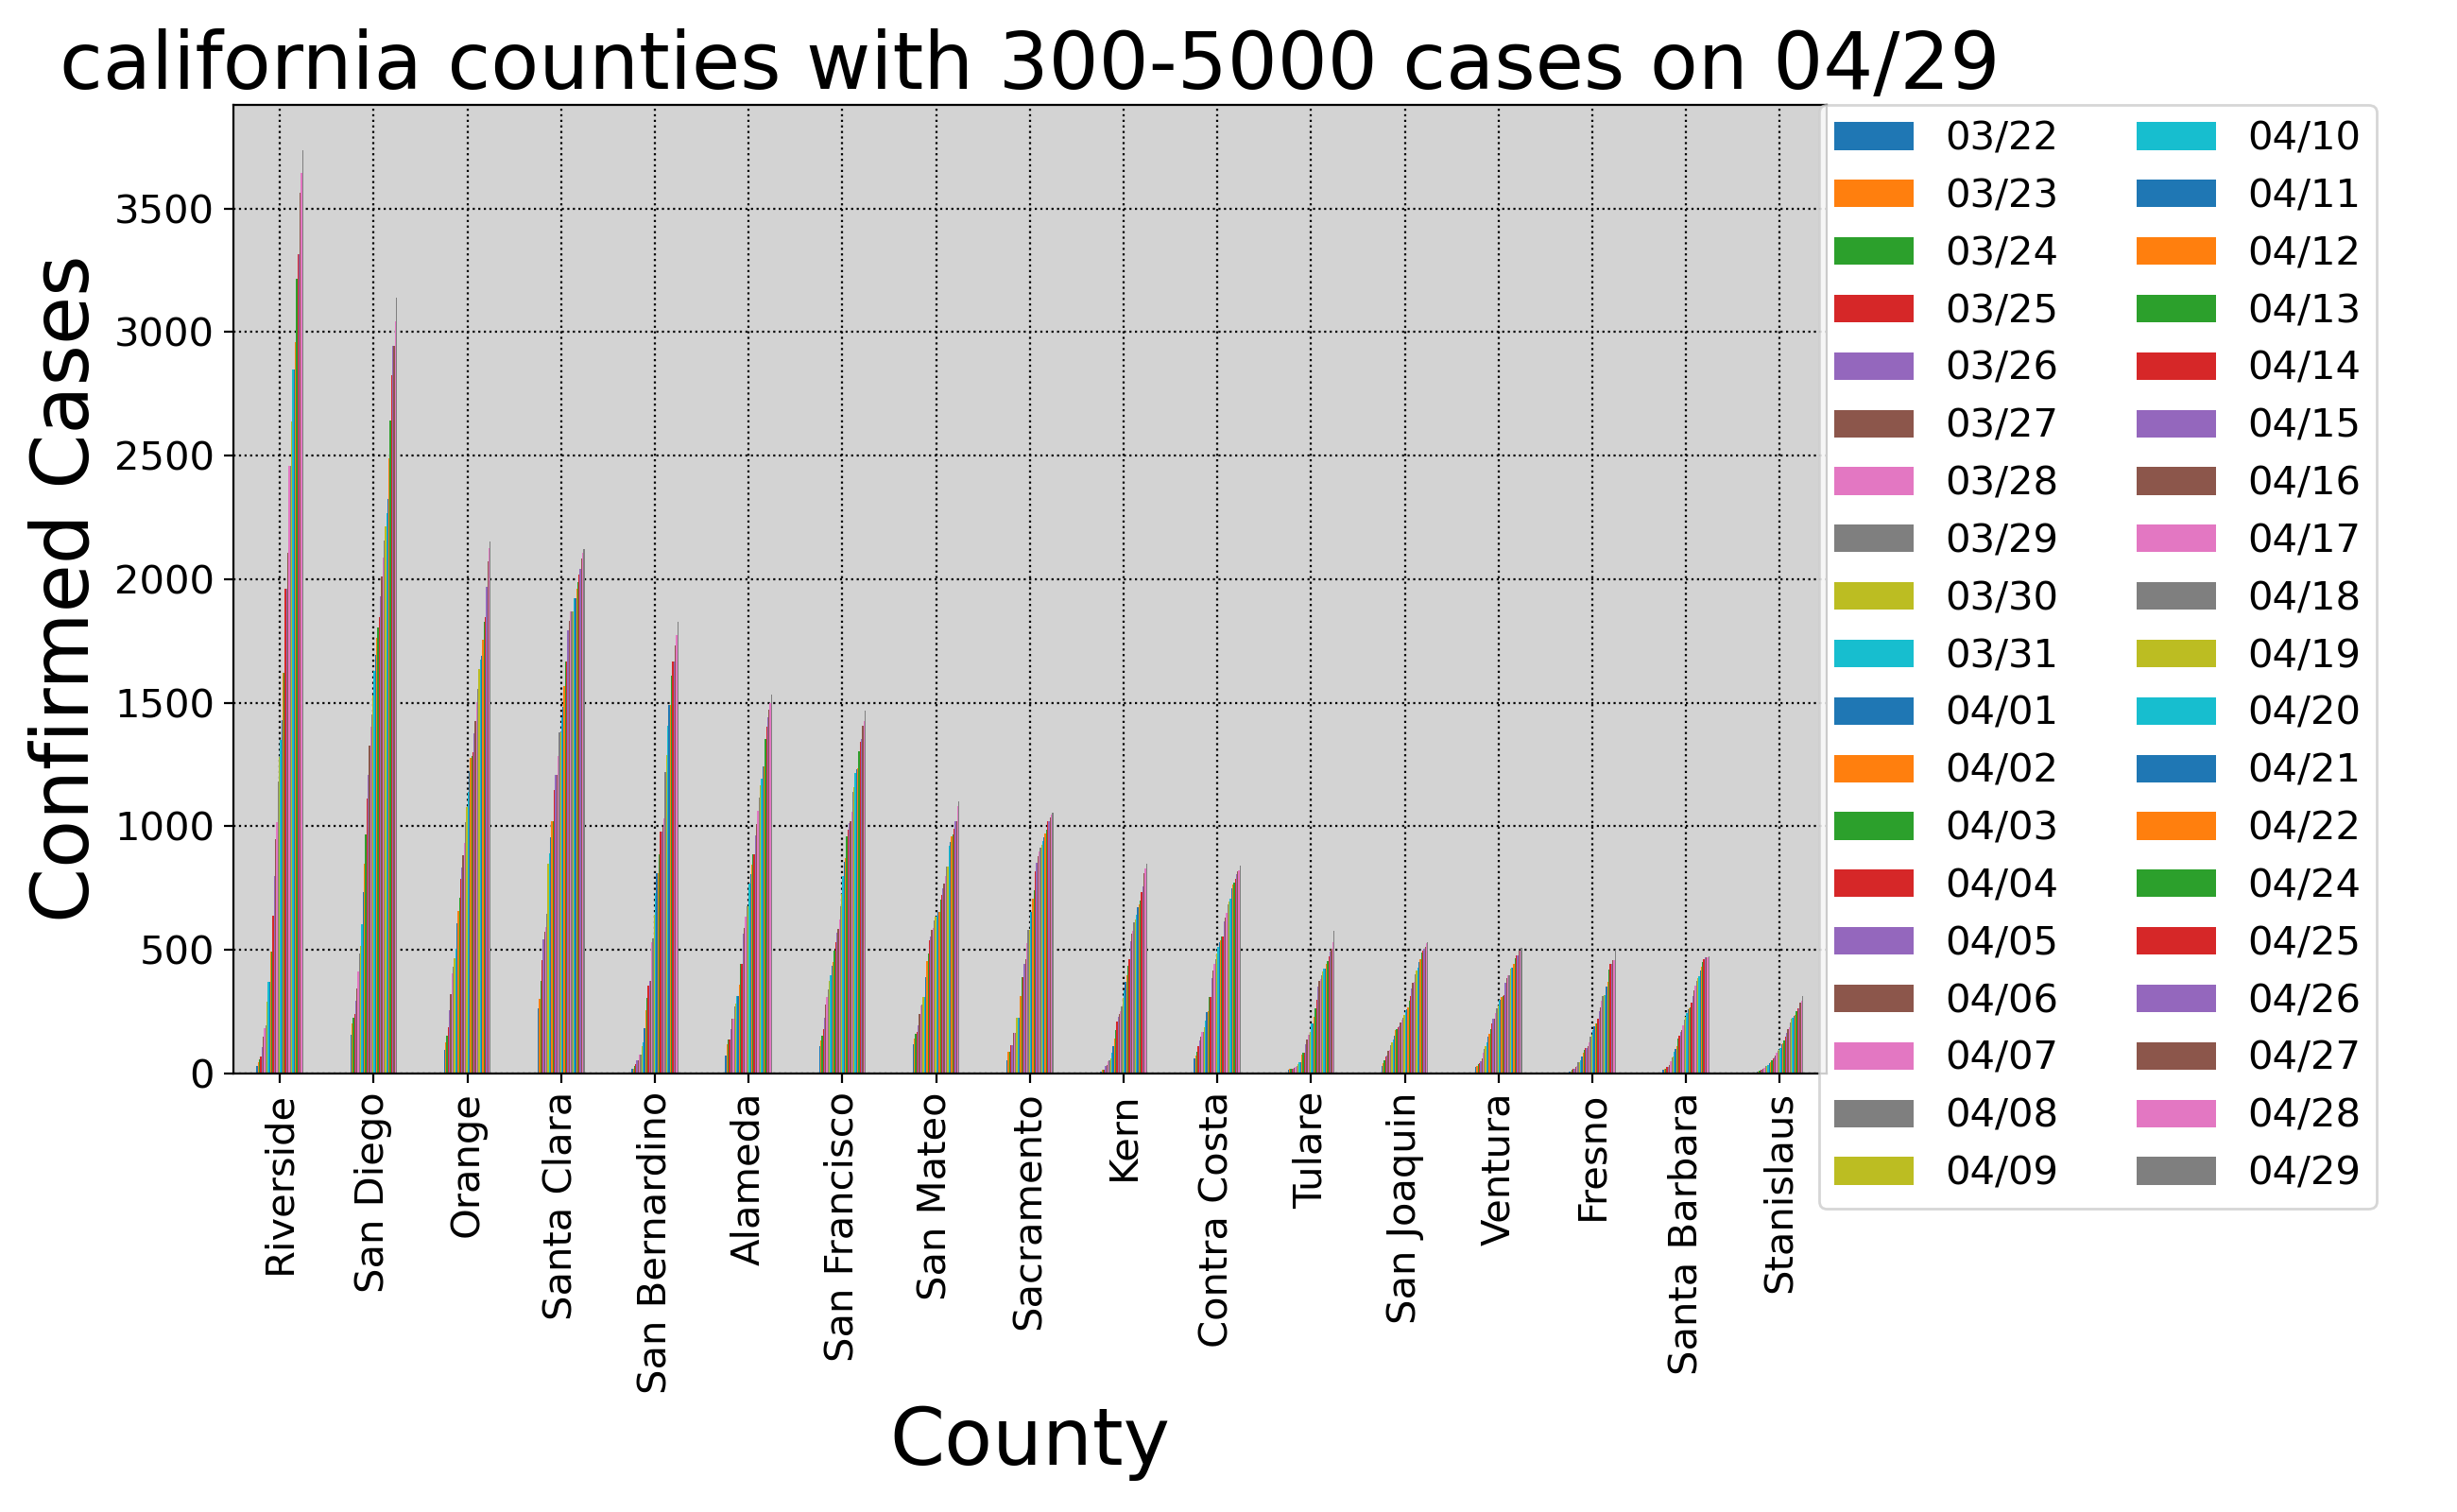 california counties with 300-5000 cases on 04/29
Confirmed Cases
3500
3000
2500
2000
1500
1000
500
0
Riverside
San Diego
Orange
Santa Clara
San Bernardino
Alameda
San Francisco
San Mateo
Sacramento
Kern
Contra Costa
Tulare
San Joaquin
Ventura
Fresno
Santa Barbara
Stanislaus
County
03/22
03/23
03/24
03/25
03/26
03/27
03/28
03/29
03/30
03/31
04/01
04/02
04/03
04/04
04/05
04/06
04/07
04/08
04/09
04/10
04/11
04/12
04/13
04/14
04/15
04/16
04/17
04/18
04/19
04/20
04/21
04/22
04/24
04/25
04/26
04/27
04/28
04/29